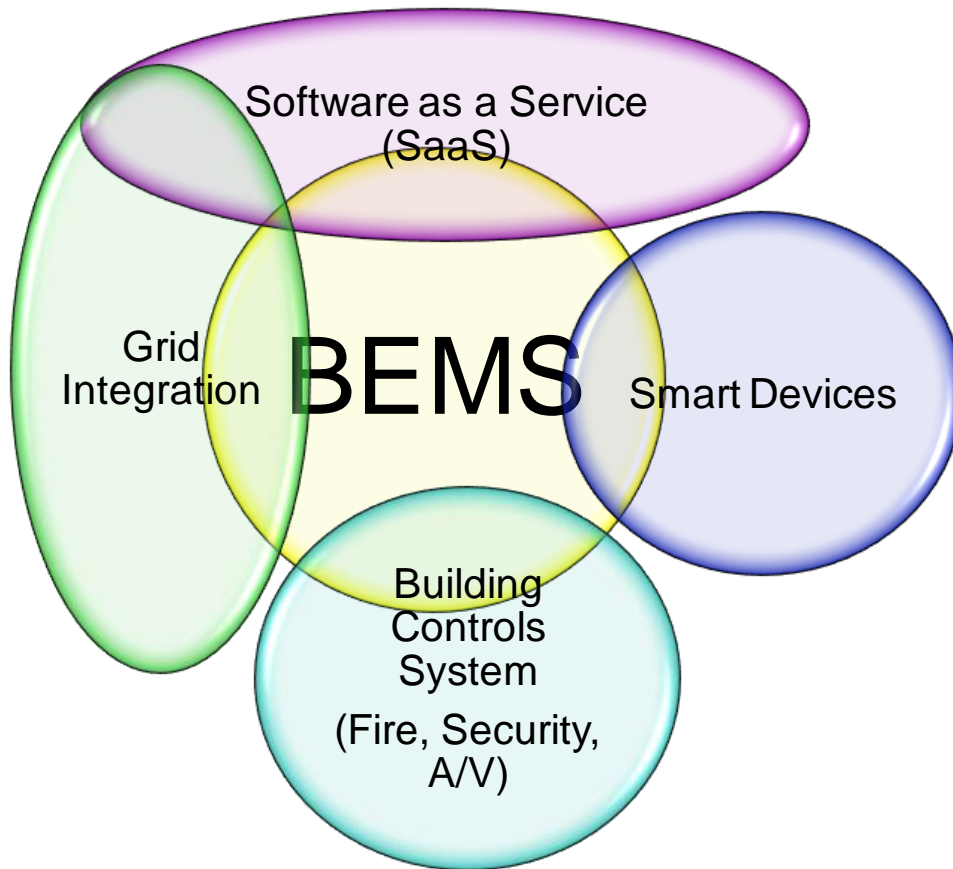 Software as a Service
(SaaS)
Grid
Integration
BEMS
Smart Devices
Building
Controls
System
(Fire, Security,
A/V)